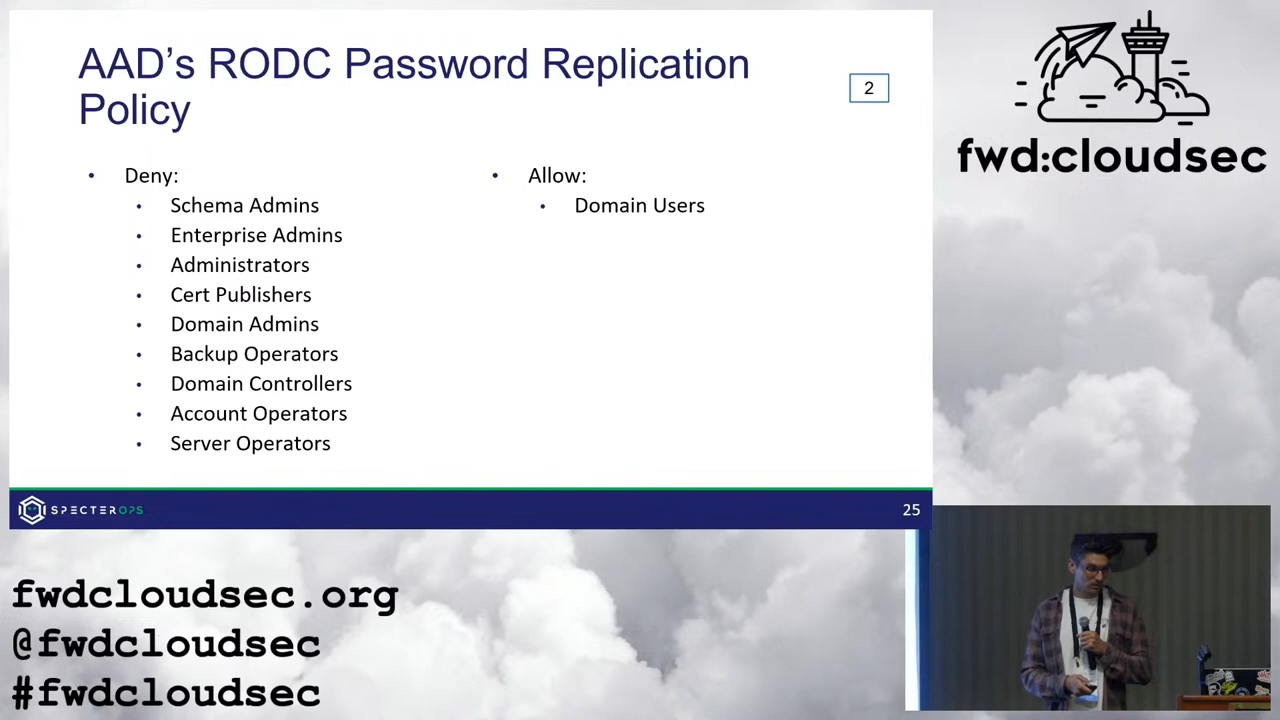 AAD's RODC Password Replication
Policy
2
• Deny:
• Schema Admins
• Enterprise Admins
• Administrators
• Cert Publishers
• Domain Admins
• Backup Operators
• Domain Controllers
• Account Operators
• Server Operators
• Allow:
• Domain Users
SPECTEROPS
25
fwd:cloudsec
fwdcloudsec.org
@fwdcloudsec
#fwdcloudsec